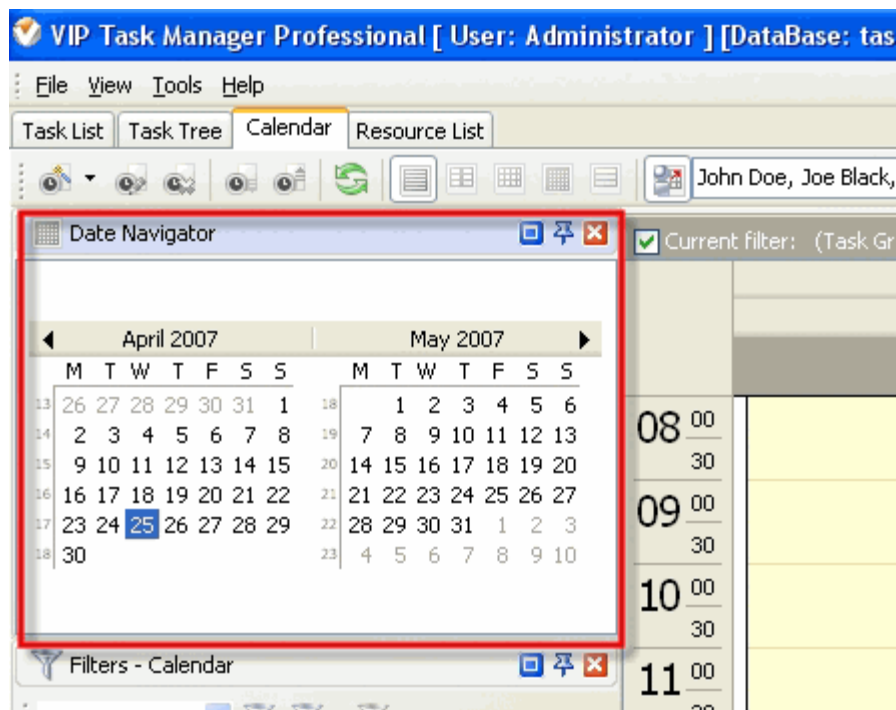 VIP Task Manager Professional [ User: Administrator ] [DataBase: tas
File View Tools Help
Task List Task Tree Calendar Resource List
John Doe, Joe Black,
Date Navigator
Current filter: (Task Gr
April 2007 May 2007
M T W T F S S M T W T F S S
13 26 27 28 29 30 31 1 18 1 2 3 4 5 6
14 2 3 4 5 6 7 8 19 7 8 9 10 11 12 13
15 9 10 11 12 13 14 15 20 14 15 16 17 18 19 20
16 16 17 18 19 20 21 22 21 21 22 23 24 25 26 27
17 23 24 25 26 27 28 29 22 28 29 30 31 1 2 3
18 30 23 4 5 6 7 8 9 10
08 00
30
09 00
30
10 00
30
Filters - Calendar
11 00